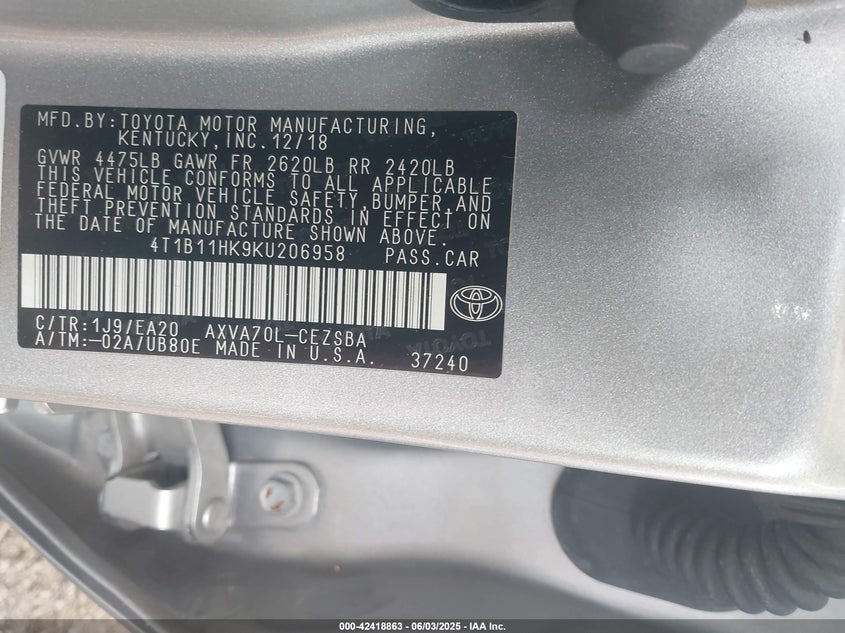 MFD.BY:TOYOTA MOTOR MANUFACTURING,
KENTUCKY,INC.12/18
GVWR 4475LB GAWR FR 2620LB RR 2420LB
THIS VEHICLE CONFORMS TO ALL APPLICABLE
FEDERAL MOTOR VEHICLE SAFETY,BUMPER,AND
THEFT PREVENTION STANDARDS IN EFFECT ON
THE DATE OF MANUFACTURE SHOWN ABOVE.
4T1B11HK9KU206958 PASS.CAR
C/TR:1J9/EA20 AXVA70L-CEZSBA
A/TM:-02A/UB80E MADE IN U.S.A. 37240
000-42418863 - 06/03/2025 - IAA Inc.